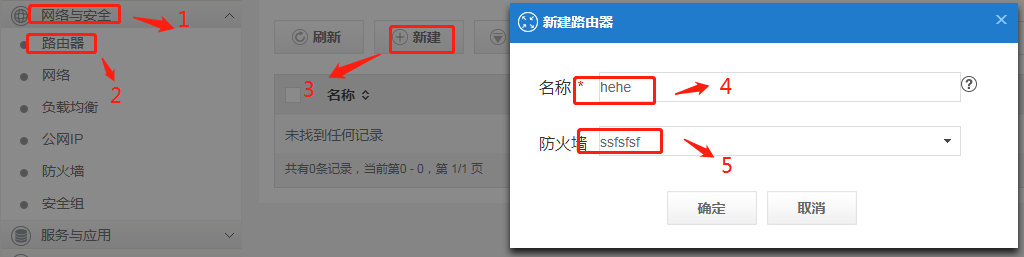 网络与安全
1
路由器
2
网络
负载均衡
公网IP
防火墙
安全组
服务与应用
刷新
新建
3
名称
未找到任何记录
共有0条记录，当前第0 - 0，第 1/1 页
新建路由器
名称 *
hehe
4
防火墙
ssfsfsf
5
确定
取消